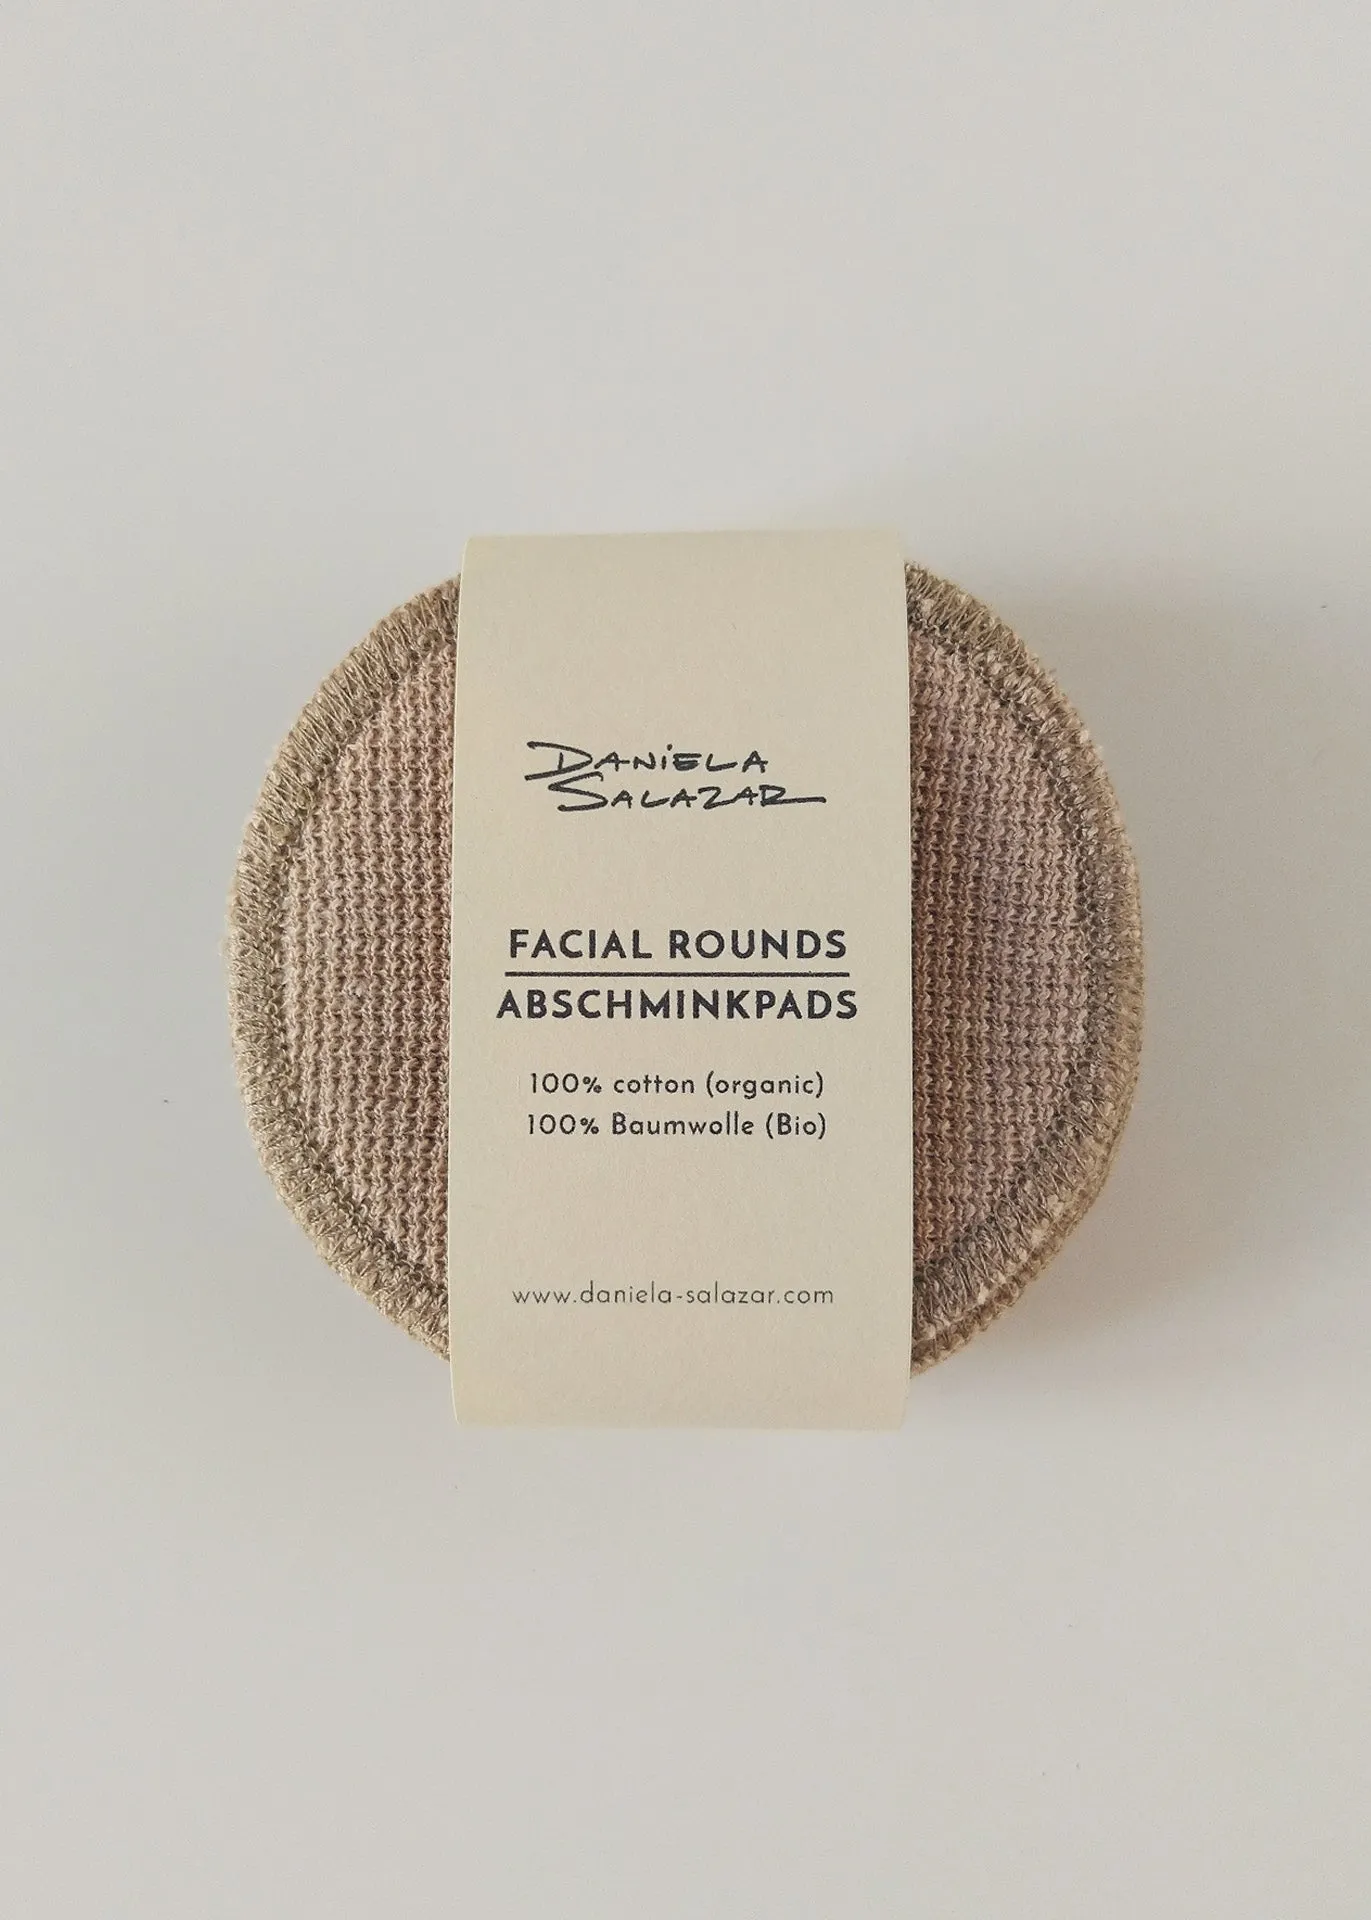 DANiELA
SALAZAR
FACIAL ROUNDS
ABSCHMINKPADS
100% cotton (organic)
100% Baumwolle (Bio)
www.daniela-salazar.com